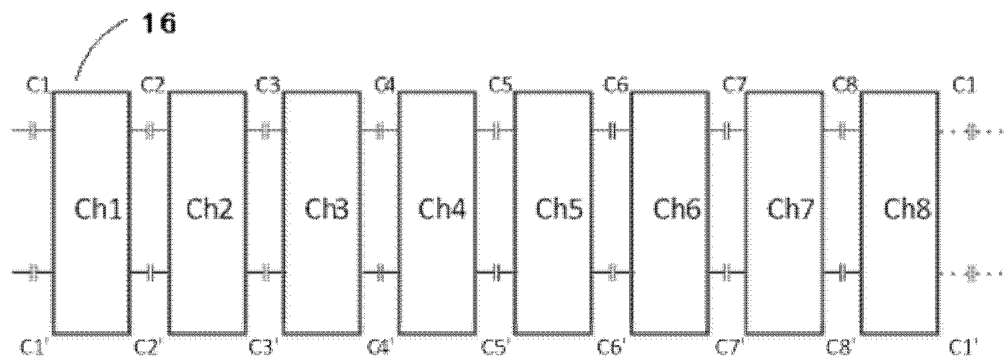 16
C1 C2 C3 C4 C5 C6 C7 C8 C1
Ch1 Ch2 Ch3 Ch4 Ch5 Ch6 Ch7 Ch8
C1' C2' C3' C4' C5' C6' C7' C8' C1'